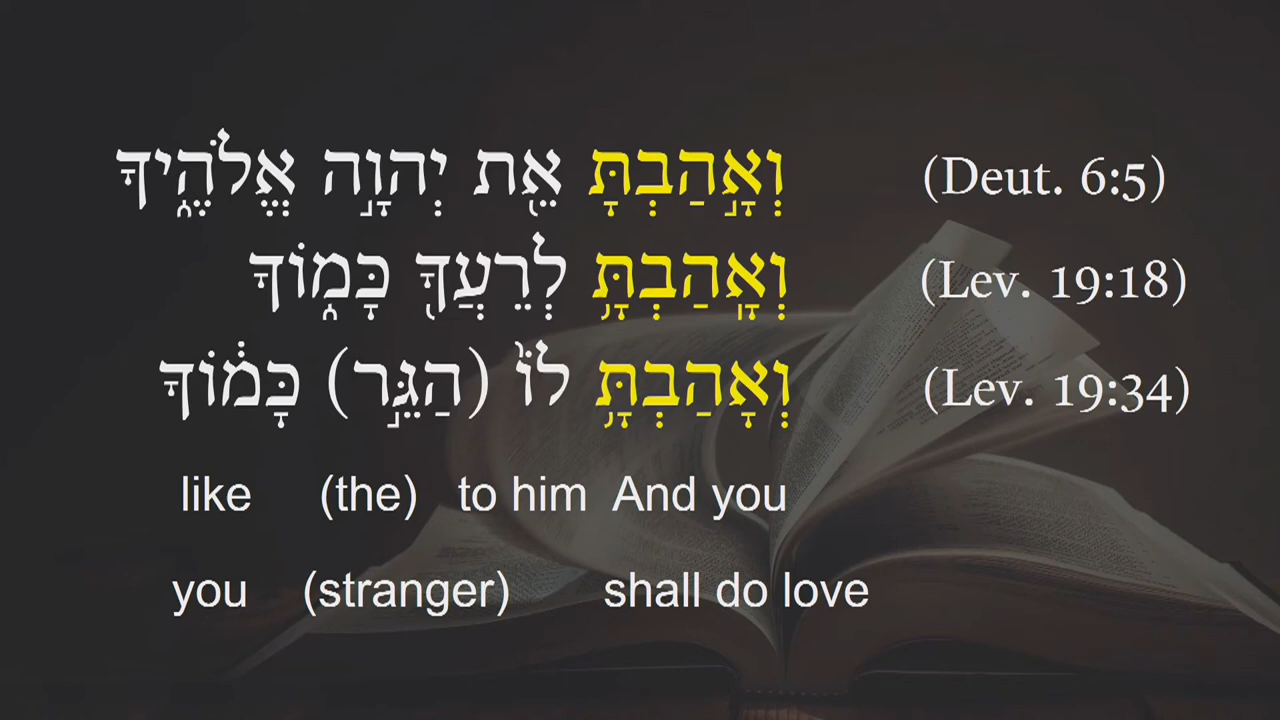 וְאָ֣הַבְתָּ֔ אֵ֖ת יְהוָ֣ה אֱלֹהֶ֑יךָ (Deut. 6:5)
וְאָֽהַבְתָּ֥ לְרֵעֲךָ֖ כָּמ֑וֹךָ (Lev. 19:18)
וְאָהַבְתָּ֥ לוֹ֙ (הַגֵּ֣ר) כָּמ֔וֹךָ (Lev. 19:34)
like (the) to him And you
you (stranger) shall do love